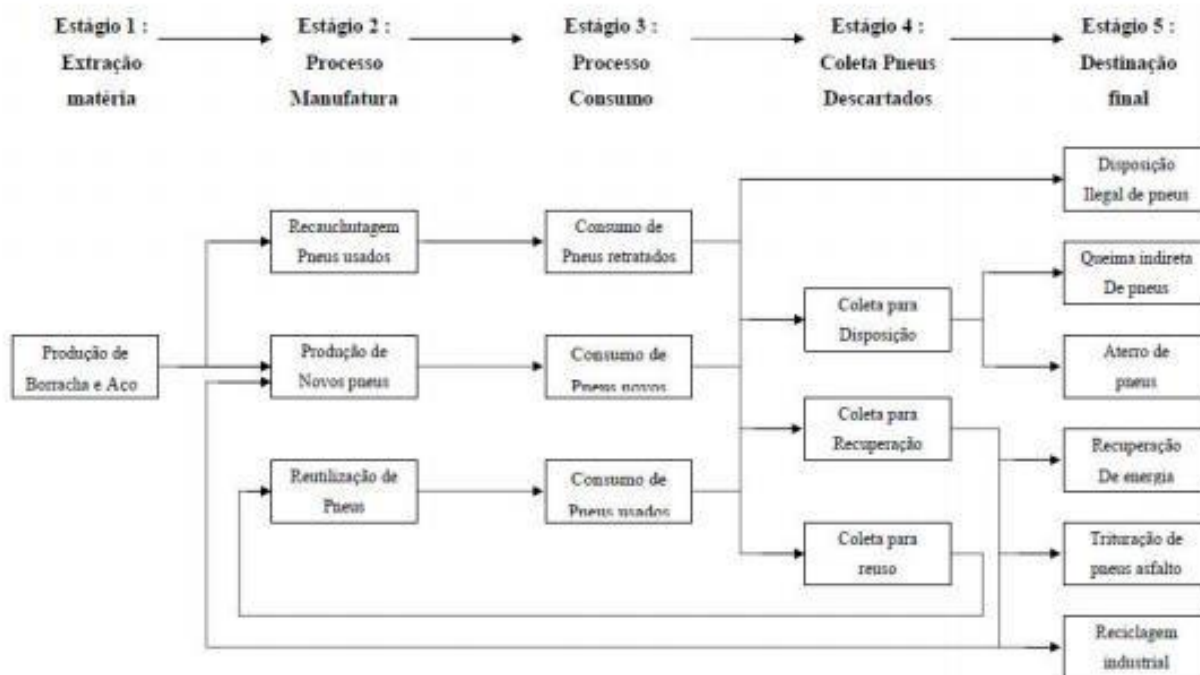 Estágio 1 :
Extração
matéria
Estágio 2 :
Processo
Manufatura
Estágio 3 :
Processo
Consumo
Estágio 4 :
Coleta Pneus
Descartados
Estágio 5 :
Destinação
final
Disposição
Ilegal de pneus
Recauchutagem
Pneus usados
Consumo de
Pneus retratados
Queima indireta
De pneus
Coleta para
Disposição
Produção de
Borracha e Aço
Produção de
Novos pneus
Consumo de
Pneus novos
Aterro de
pneus
Coleta para
Recuperação
Recuperação
De energia
Reutilização de
Pneus
Consumo de
Pneus usados
Coleta para
reuso
Trituração de
pneus asfalto
Reciclagem
industrial